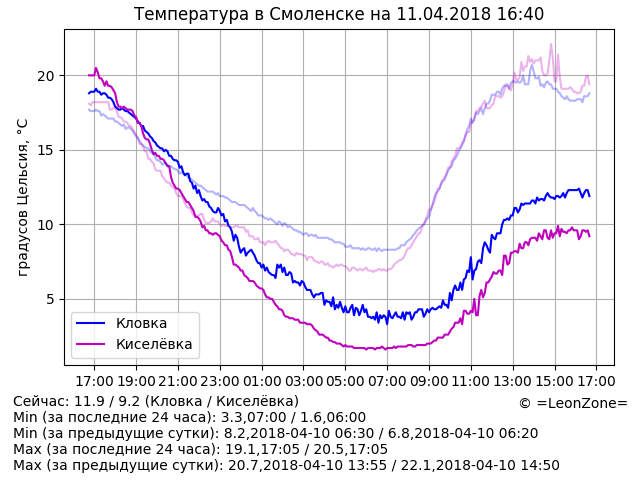 Температура в Смоленске на 11.04.2018 16:40
градусов Цельсия, °C
20
15
10
5
Кловка
Киселёвка
17:00 19:00 21:00 23:00 01:00 03:00 05:00 07:00 09:00 11:00 13:00 15:00 17:00
Сейчас: 11.9 / 9.2 (Кловка / Киселёвка)
© =LeonZone=
Min (за последние 24 часа): 3.3,07:00 / 1.6,06:00
Min (за предыдущие сутки): 8.2,2018-04-10 06:30 / 6.8,2018-04-10 06:20
Max (за последние 24 часа): 19.1,17:05 / 20.5,17:05
Max (за предыдущие сутки): 20.7,2018-04-10 13:55 / 22.1,2018-04-10 14:50